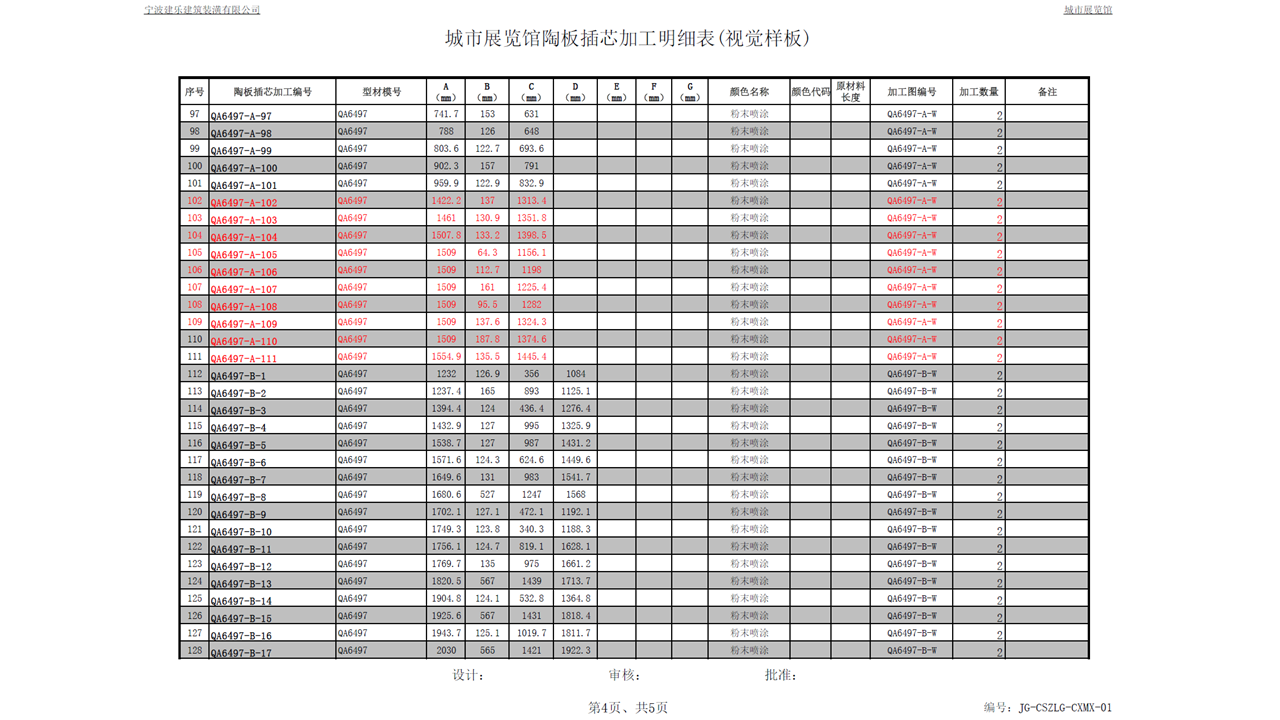 宁波建乐建筑装潢有限公司 城市展览馆
城市展览馆陶板插芯加工明细表(视觉样板)
序号 陶板插芯加工编号 型材模号 A(mm) B(mm) C(mm) D(mm) E(mm) F(mm) G(mm) 颜色名称 颜色代码 原材料长度 加工图编号 加工数量 备注
97 QA6497-A-97 QA6497 741.7 153 631 粉末喷涂 QA6497-A-W 2
98 QA6497-A-98 QA6497 788 126 648 粉末喷涂 QA6497-A-W 2
99 QA6497-A-99 QA6497 803.6 122.7 693.6 粉末喷涂 QA6497-A-W 2
100 QA6497-A-100 QA6497 902.3 157 791 粉末喷涂 QA6497-A-W 2
101 QA6497-A-101 QA6497 959.9 122.9 832.9 粉末喷涂 QA6497-A-W 2
102 QA6497-A-102 QA6497 1422.2 137 1313.4 粉末喷涂 QA6497-A-W 2
103 QA6497-A-103 QA6497 1461 130.9 1351.8 粉末喷涂 QA6497-A-W 2
104 QA6497-A-104 QA6497 1507.8 133.2 1398.5 粉末喷涂 QA6497-A-W 2
105 QA6497-A-105 QA6497 1509 64.3 1156.1 粉末喷涂 QA6497-A-W 2
106 QA6497-A-106 QA6497 1509 112.7 1198 粉末喷涂 QA6497-A-W 2
107 QA6497-A-107 QA6497 1509 161 1225.4 粉末喷涂 QA6497-A-W 2
108 QA6497-A-108 QA6497 1509 95.5 1282 粉末喷涂 QA6497-A-W 2
109 QA6497-A-109 QA6497 1509 137.6 1324.3 粉末喷涂 QA6497-A-W 2
110 QA6497-A-110 QA6497 1509 187.8 1374.6 粉末喷涂 QA6497-A-W 2
111 QA6497-A-111 QA6497 1554.9 135.5 1445.4 粉末喷涂 QA6497-A-W 2
112 QA6497-B-1 QA6497 1232 126.9 356 1084 粉末喷涂 QA6497-B-W 2
113 QA6497-B-2 QA6497 1237.4 165 893 1125.1 粉末喷涂 QA6497-B-W 2
114 QA6497-B-3 QA6497 1394.4 124 436.4 1276.4 粉末喷涂 QA6497-B-W 2
115 QA6497-B-4 QA6497 1432.9 127 995 1325.9 粉末喷涂 QA6497-B-W 2
116 QA6497-B-5 QA6497 1538.7 127 987 1431.2 粉末喷涂 QA6497-B-W 2
117 QA6497-B-6 QA6497 1571.6 124.3 624.6 1449.6 粉末喷涂 QA6497-B-W 2
118 QA6497-B-7 QA6497 1649.6 131 983 1541.7 粉末喷涂 QA6497-B-W 2
119 QA6497-B-8 QA6497 1680.6 527 1247 1568 粉末喷涂 QA6497-B-W 2
120 QA6497-B-9 QA6497 1702.1 127.1 472.1 1192.1 粉末喷涂 QA6497-B-W 2
121 QA6497-B-10 QA6497 1749.3 123.8 340.3 1188.3 粉末喷涂 QA6497-B-W 2
122 QA6497-B-11 QA6497 1756.1 124.7 819.1 1628.1 粉末喷涂 QA6497-B-W 2
123 QA6497-B-12 QA6497 1769.7 135 975 1661.2 粉末喷涂 QA6497-B-W 2
124 QA6497-B-13 QA6497 1820.5 567 1439 1713.7 粉末喷涂 QA6497-B-W 2
125 QA6497-B-14 QA6497 1904.8 124.1 532.8 1364.8 粉末喷涂 QA6497-B-W 2
126 QA6497-B-15 QA6497 1925.6 567 1431 1818.4 粉末喷涂 QA6497-B-W 2
127 QA6497-B-16 QA6497 1943.7 125.1 1019.7 1811.7 粉末喷涂 QA6497-B-W 2
128 QA6497-B-17 QA6497 2030 565 1421 1922.3 粉末喷涂 QA6497-B-W 2
设计: 审核: 批准:
第4页、共5页 编号: JG-CSZLG-CXMX-01